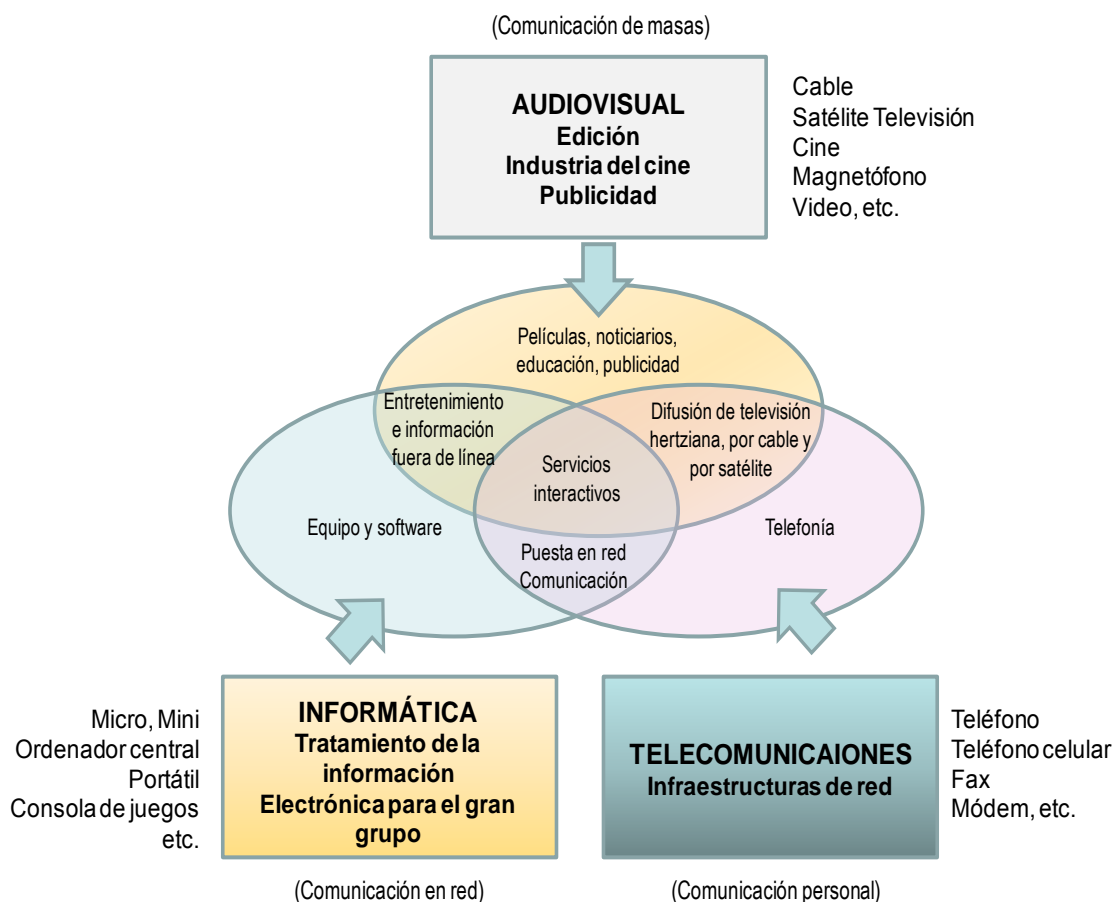 (Comunicación de masas)
AUDIOVISUAL
Edición
Industria del cine
Publicidad
Cable
Satélite Televisión
Cine
Magnetófono
Video, etc.
Películas, noticiarios,
educación, publicidad
Entretenimiento
e información
fuera de línea
Difusión de televisión
hertziana, por cable y
por satélite
Servicios
interactivos
Equipo y software
Telefonía
Puesta en red
Comunicación
Micro, Mini
Ordenador central
Portátil
Consola de juegos
etc.
INFORMÁTICA
Tratamiento de la
información
Electrónica para el gran
grupo
(Comunicación en red)
TELECOMUNICAIONES
Infraestructuras de red
Teléfono
Teléfono celular
Fax
Módem, etc.
(Comunicación personal)